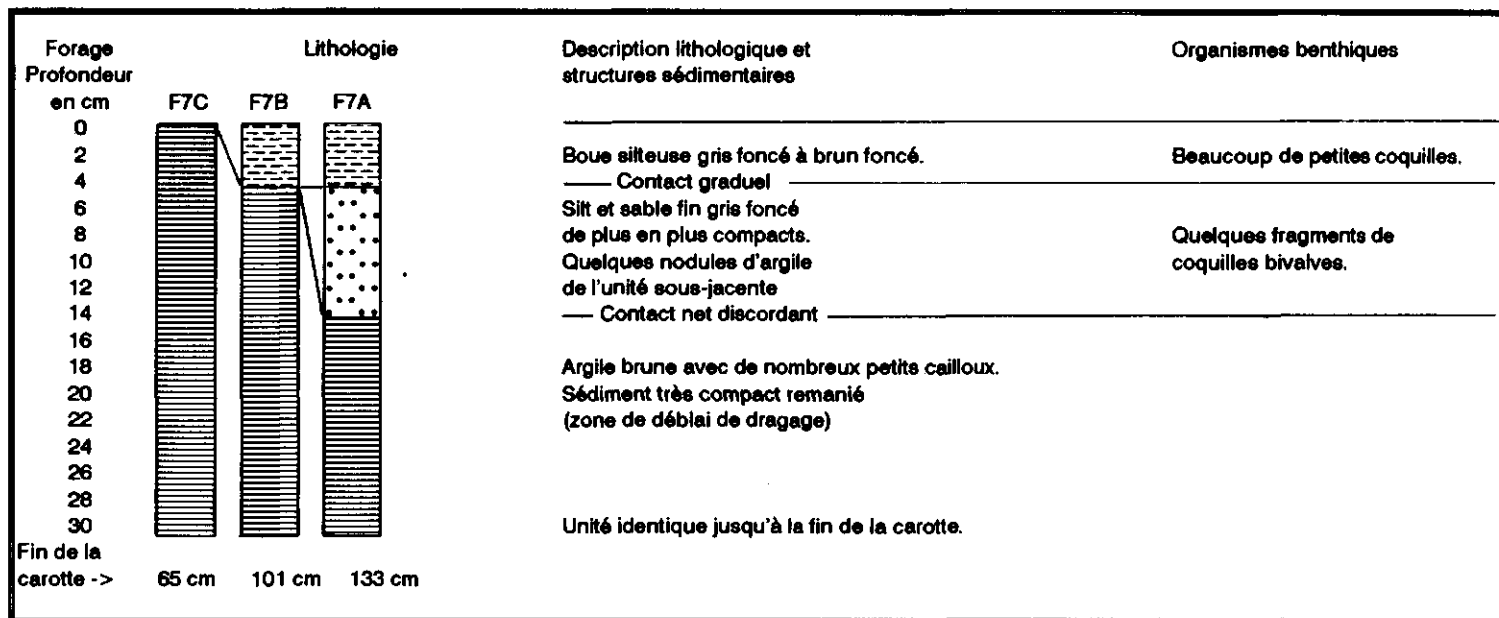 Forage
Profondeur
en cm
Lithologie
Description lithologique et
structures sédimentaires
Organismes benthiques
F7C F7B F7A
0
2
Boue silteuse gris foncé à brun foncé.
Beaucoup de petites coquilles.
4
Contact graduel
6
Silt et sable fin gris foncé
8
de plus en plus compacts.
Quelques fragments de
10
Quelques nodules d'argile
coquilles bivalves.
12
de l'unité sous-jacente
14
Contact net discordant
16
18
Argile brune avec de nombreux petits cailloux.
20
Sédiment très compact remanié
22
(zone de déblai de dragage)
24
26
28
30
Unité identique jusqu'à la fin de la carotte.
Fin de la
carotte -> 65 cm 101 cm 133 cm